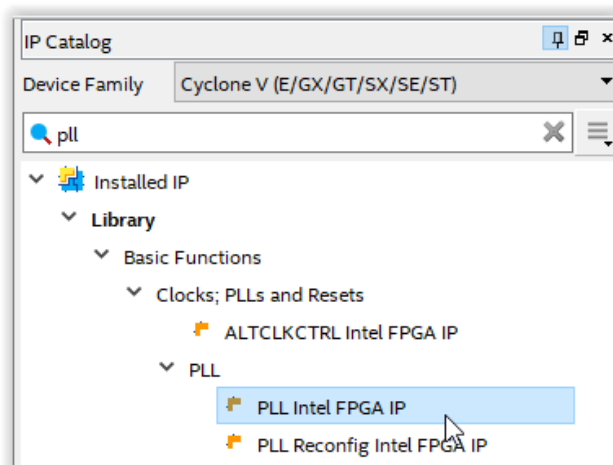 IP Catalog
Device Family Cyclone V (E/GX/GT/SX/SE/ST)
pll
Installed IP
Library
Basic Functions
Clocks; PLLs and Resets
ALTCLKCTRL Intel FPGA IP
PLL
PLL Intel FPGA IP
PLL Reconfig Intel FPGA IP